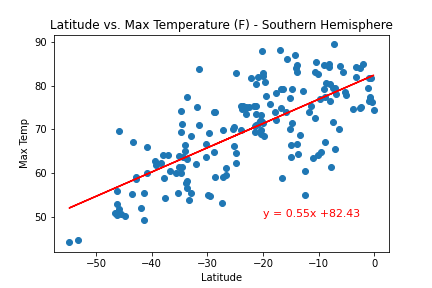 Latitude vs. Max Temperature (F) - Southern Hemisphere
90
80
70
60
50
Max Temp
y = 0.55x +82.43
−50
−40
−30
−20
−10
0
Latitude